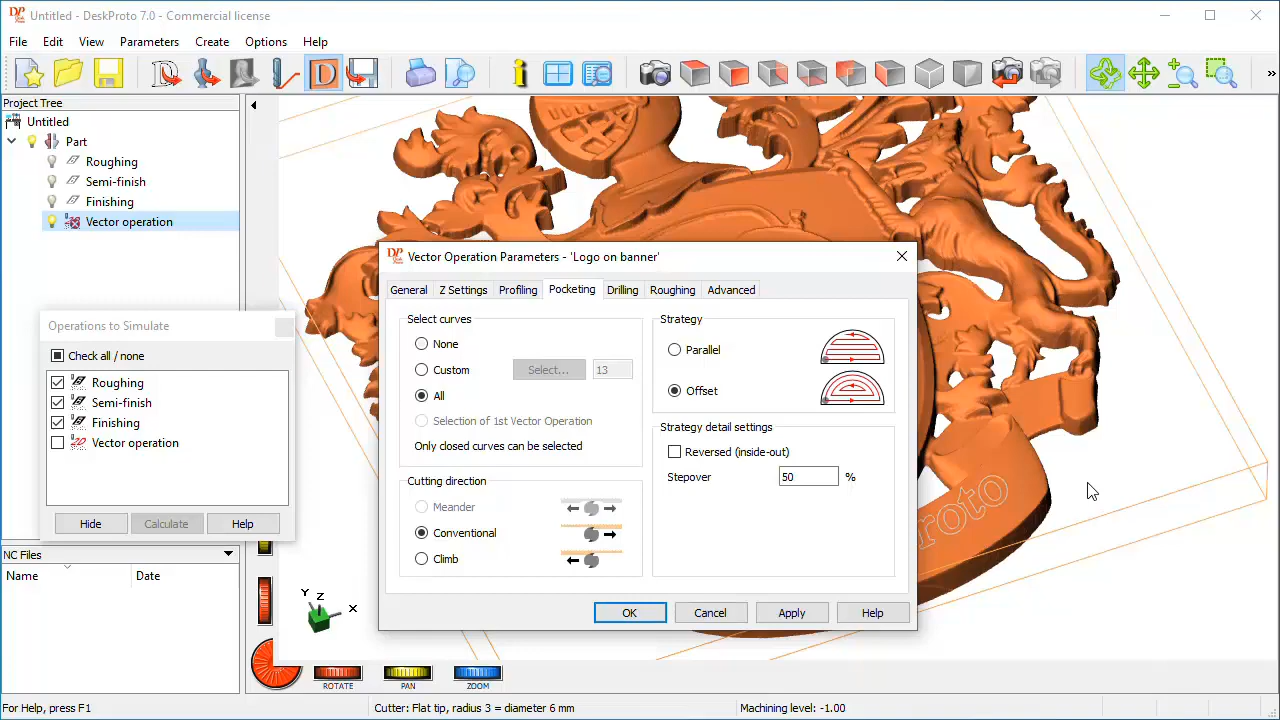 Untitled - DeskProto 7.0 - Commercial license
File Edit View Parameters Create Options Help
Project Tree
Untitled
Part
Roughing
Semi-finish
Finishing
Vector operation
Operations to Simulate
Check all / none
Roughing
Semi-finish
Finishing
Vector operation
Hide Calculate Help
NC Files
Name Date
Vector Operation Parameters - 'Logo on banner'
General Z Settings Profiling Pocketing Drilling Roughing Advanced
Select curves
None
Custom Select... 13
All
Selection of 1st Vector Operation
Only closed curves can be selected
Cutting direction
Meander
Conventional
Climb
Strategy
Parallel
Offset
Strategy detail settings
Reversed (inside-out)
Stepover 50 %
OK Cancel Apply Help
roto
Y Z X
ROTATE PAN ZOOM
For Help, press F1 Cutter: Flat tip, radius 3 = diameter 6 mm Machining level: -1.00